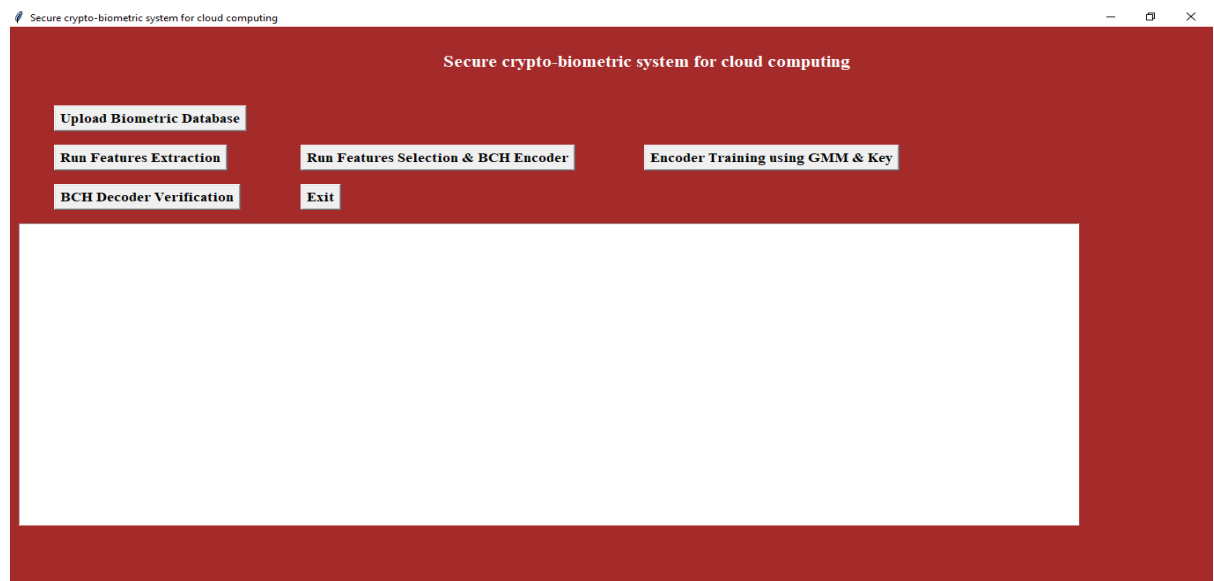 Secure crypto-biometric system for cloud computing
Secure crypto-biometric system for cloud computing
Upload Biometric Database
Run Features Extraction
Run Features Selection & BCH Encoder
Encoder Training using GMM & Key
BCH Decoder Verification
Exit